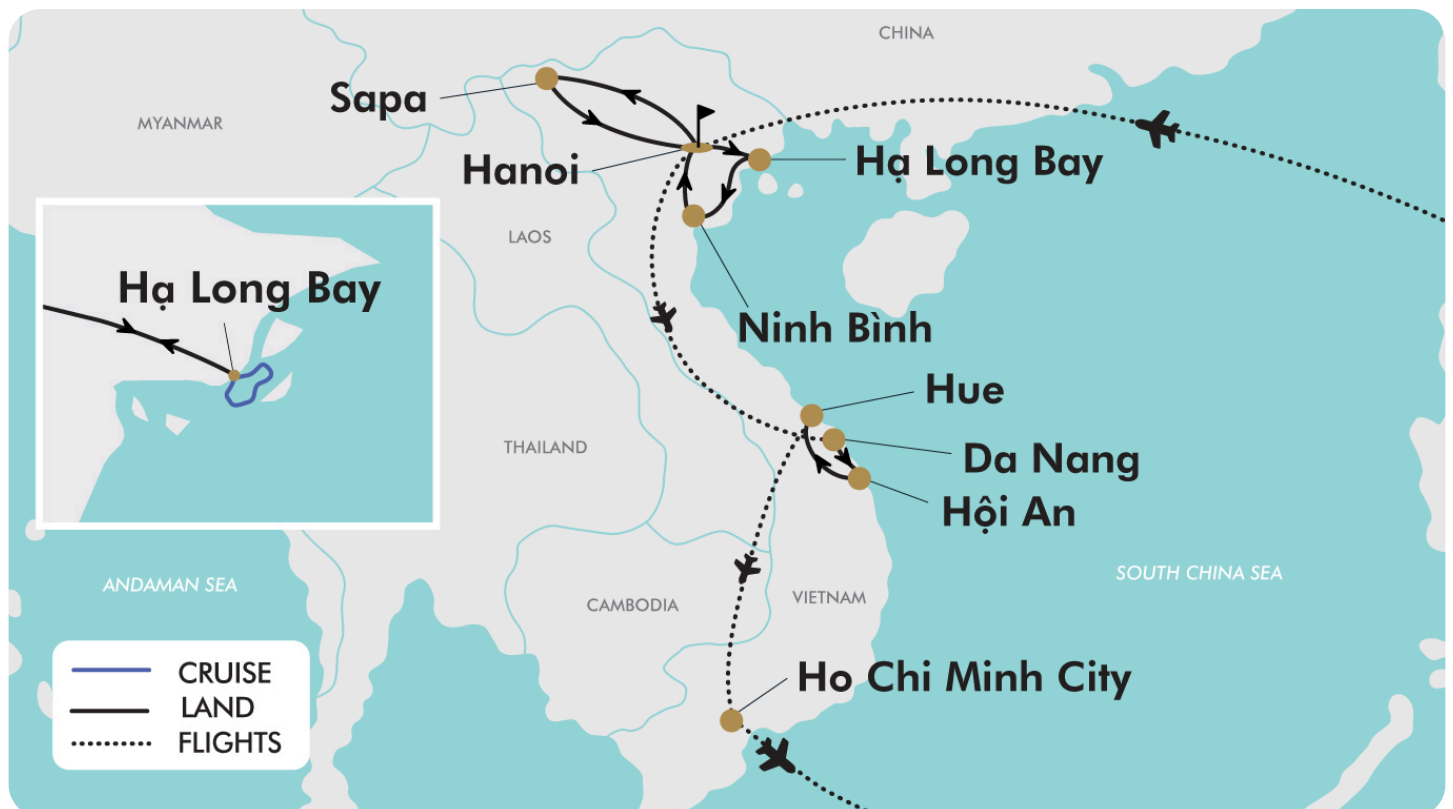 CHINA
Sapa
MYANMAR
Hanoi
Hạ Long Bay
LAOS
Hạ Long Bay
Ninh Bình
Hue
THAILAND
Da Nang
Hội An
ANDAMAN SEA
SOUTH CHINA SEA
CAMBODIA
VIETNAM
Ho Chi Minh City
CRUISE
LAND
FLIGHTS